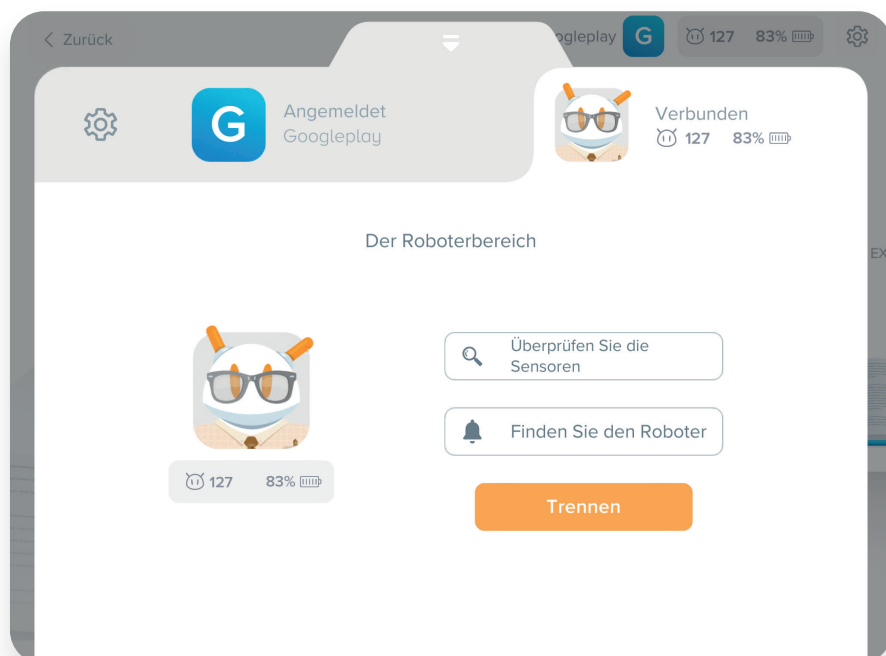 Zurück
ogleplay G 127 83%
G Angemeldet
Googleplay
Verbunden
127 83%
EX
Der Roboterbereich
Überprüfen Sie die
Sensoren
Finden Sie den Roboter
127 83%
Trennen